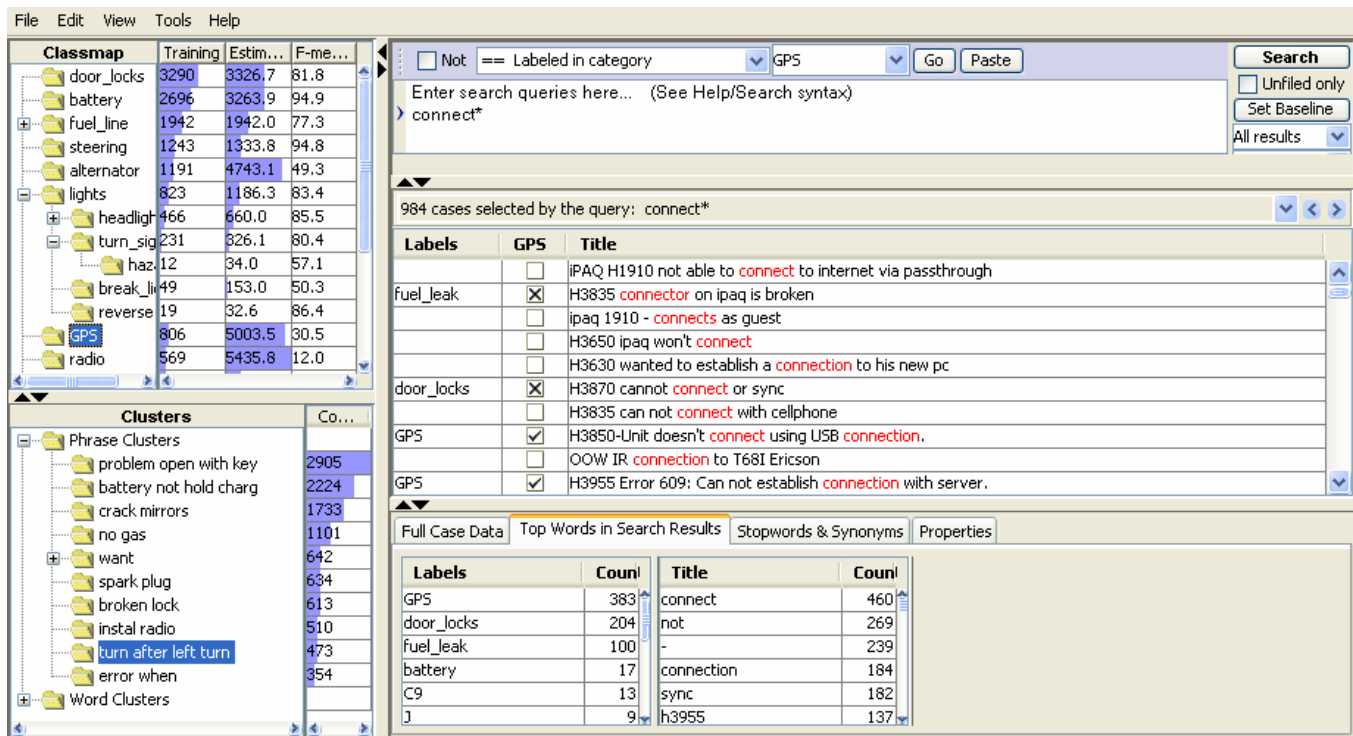 File Edit View Tools Help
Classmap Training Estim... F-me...
door_locks 3290 3326.7 81.8
battery 2696 3263.9 94.9
fuel_line 1942 1942.0 77.3
steering 1243 1333.8 94.8
alternator 1191 4743.1 49.3
lights 823 1186.3 83.4
headligh 466 660.0 85.5
turn_sig 231 326.1 80.4
haz. 12 34.0 57.1
break_li 49 153.0 50.3
reverse 19 32.6 86.4
GPS 806 5003.5 30.5
radio 569 5435.8 12.0
Clusters Co...
Phrase Clusters
problem open with key 2905
battery not hold charg 2224
crack mirrors 1733
no gas 1101
want 642
spark plug 634
broken lock 613
instal radio 510
turn after left turn 473
error when 354
Word Clusters
Not == Labeled in category GPS Go Paste
Enter search queries here... (See Help/Search syntax)
connect*
Search
Unfiled only
Set Baseline
All results
984 cases selected by the query: connect*
Labels GPS Title
iPAQ H1910 not able to connect to internet via passthrough
fuel_leak H3835 connector on ipaq is broken
ipaq 1910 - connects as guest
H3650 ipaq won't connect
H3630 wanted to establish a connection to his new pc
door_locks H3870 cannot connect or sync
H3835 can not connect with cellphone
GPS H3850-Unit doesn't connect using USB connection.
OOW IR connection to T68I Ericson
GPS H3955 Error 609: Can not establish connection with server.
Full Case Data Top Words in Search Results Stopwords & Synonyms Properties
Labels Count Title Count
GPS 383 connect 460
door_locks 204 not 269
fuel_leak 100 - 239
battery 17 connection 184
C9 13 sync 182
J 9 h3955 137